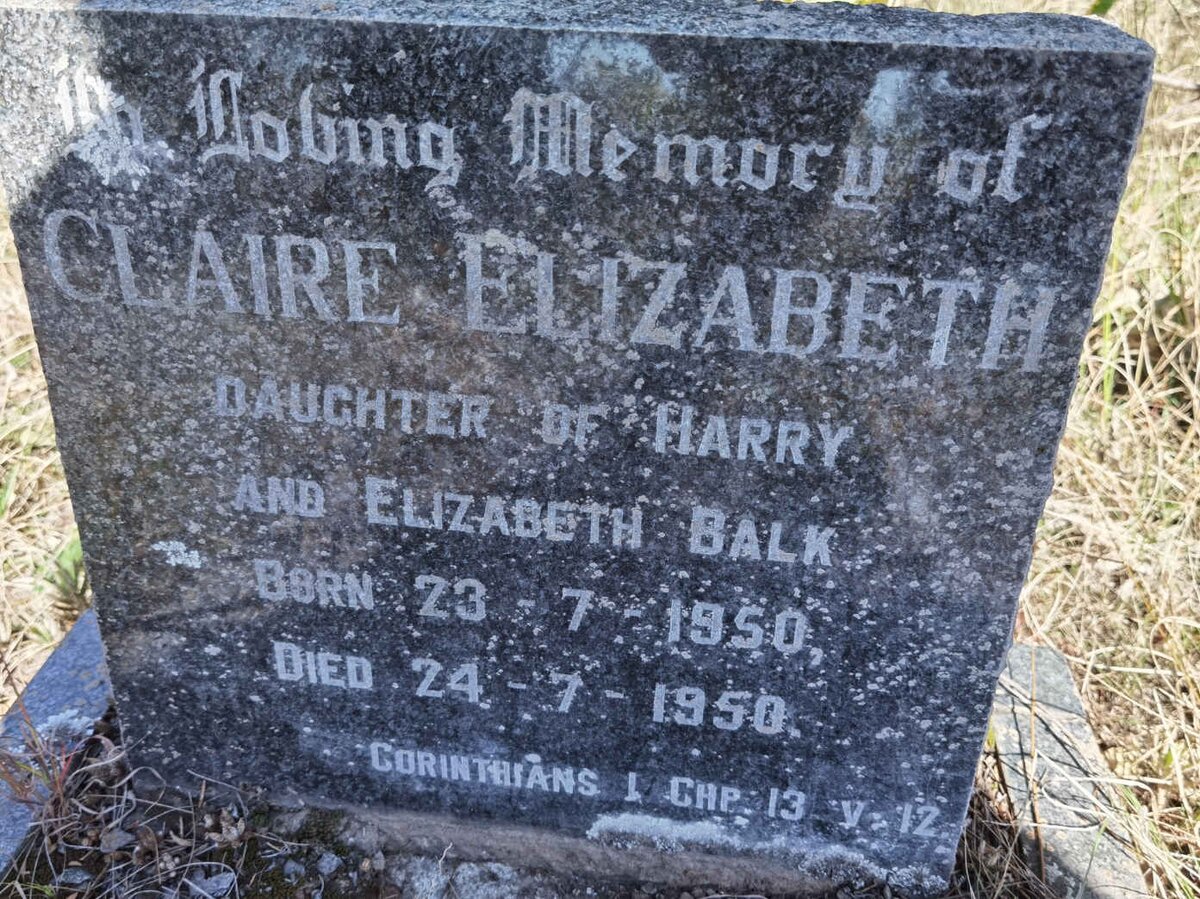 In Loving Memory of
CLAIRE ELIZABETH
DAUGHTER OF HARRY
AND ELIZABETH BALK
BORN 23 - 7 - 1950,
DIED 24 - 7 - 1950.
CORINTHIANS 1 CHP. 13 V. 12